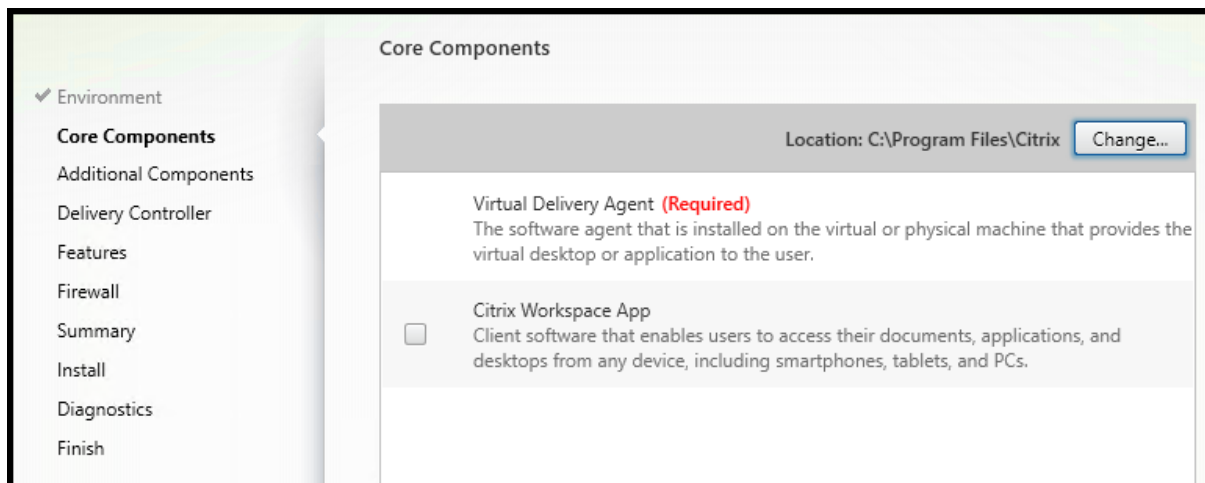 Core Components
Environment
Core Components
Additional Components
Delivery Controller
Features
Firewall
Summary
Install
Diagnostics
Finish
Location: C:\Program Files\Citrix
Change...
Virtual Delivery Agent (Required)
The software agent that is installed on the virtual or physical machine that provides the
virtual desktop or application to the user.
Citrix Workspace App
Client software that enables users to access their documents, applications, and
desktops from any device, including smartphones, tablets, and PCs.